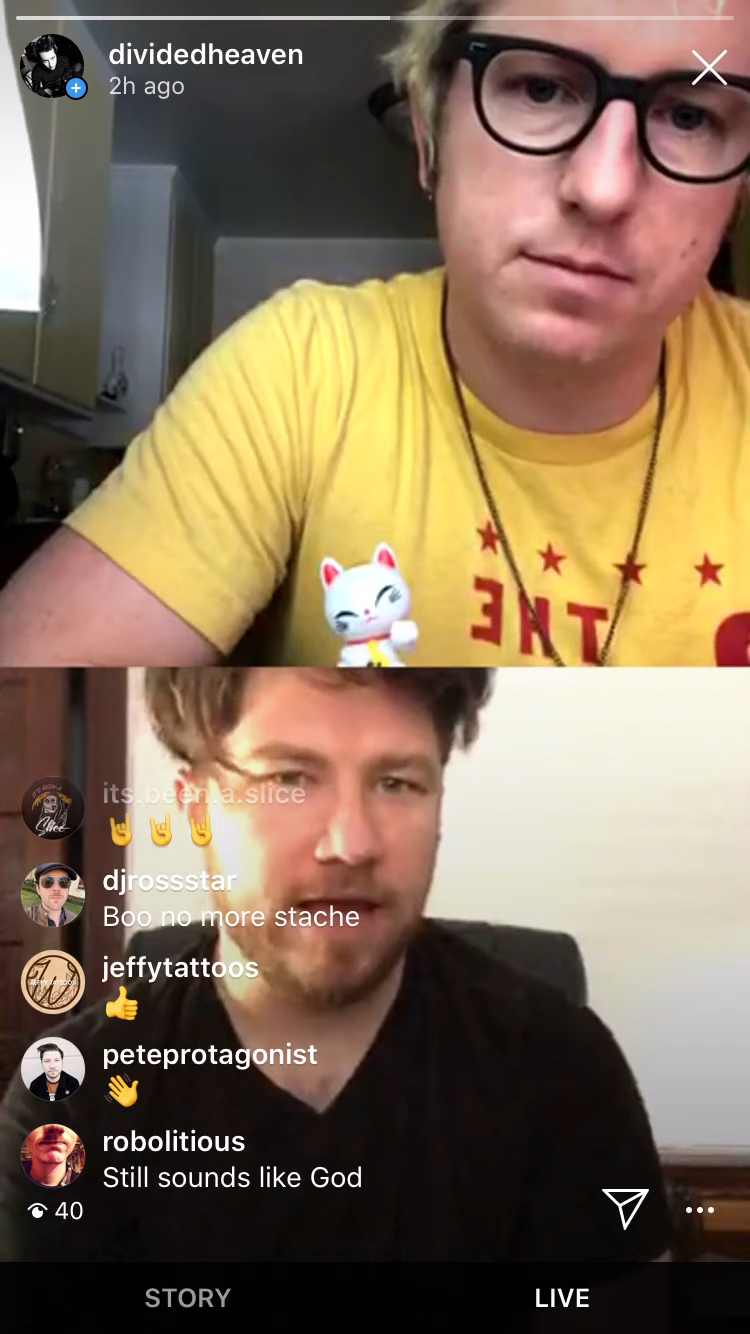 dividedheaven
2h ago
THE
its.been.a.slice
🤘 🤘 🤘
djrossstar
Boo no more stache
jeffytattoos
👍
peteprotagonist
👋
robolitious
Still sounds like God
40
STORY
LIVE